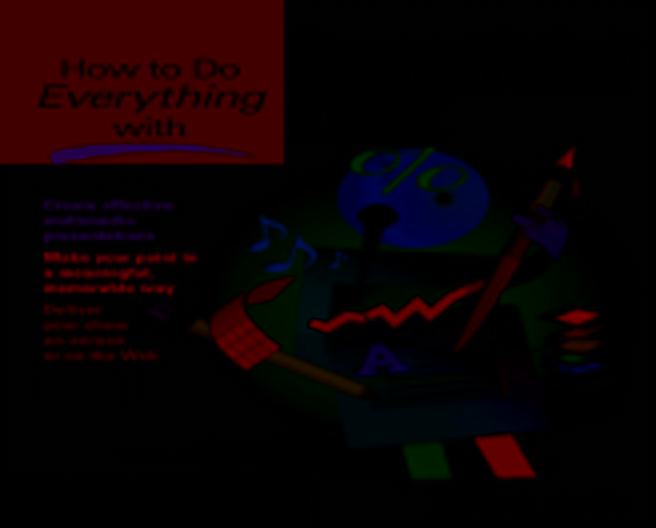 How to Do
Everything
with
Create effective
multimedia
presentations
Make your point in
a meaningful,
memorable way
Deliver
your show
on-screen
or on the Web
%
A